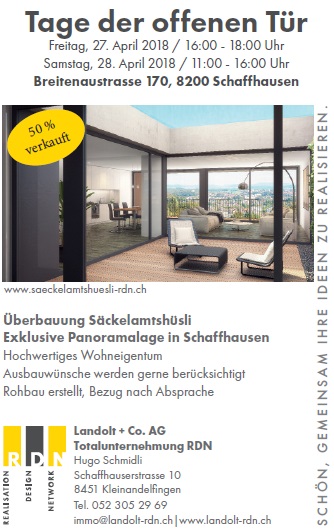 Tage der offenen Tür
Freitag, 27. April 2018 / 16:00 - 18:00 Uhr
Samstag, 28. April 2018 / 11:00 - 16:00 Uhr
Breitenaustrasse 170, 8200 Schaffhausen
50 %
verkauft
www.saeckelamtshuesli-rdn.ch
Überbauung Säckelamtshüsli
Exklusive Panoramalage in Schaffhausen
Hochwertiges Wohneigentum
Ausbauwünsche werden gerne berücksichtigt
Rohbau erstellt, Bezug nach Absprache
SCHÖN, GEMEINSAM IHRE IDEEN ZU REALISIEREN.
RDN
REALISATION
DESIGN
NETWORK
Landolt + Co. AG
Totalunternehmung RDN
Hugo Schmidli
Schaffhauserstrasse 10
8451 Kleinandelfingen
Tel. 052 305 29 69
immo@landolt-rdn.ch|www.landolt-rdn.ch